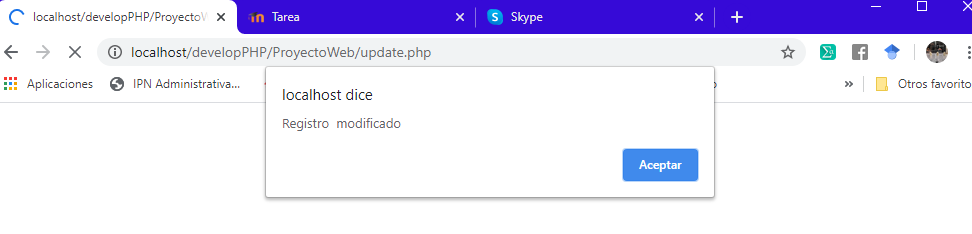 localhost/developPHP/ProyectoW
Tarea
Skype
localhost/developPHP/ProyectoWeb/update.php
Aplicaciones
IPN Administrativa...
Otros favorito
localhost dice
Registro modificado
Aceptar